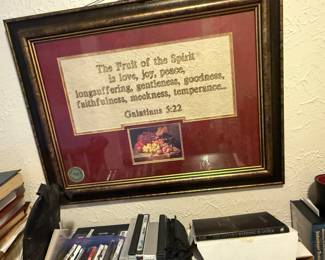 The Fruit of the Spirit
is love, joy, peace,
longsuffering, gentleness, goodness,
faithfulness, meekness, temperance...
Galatians 5:22